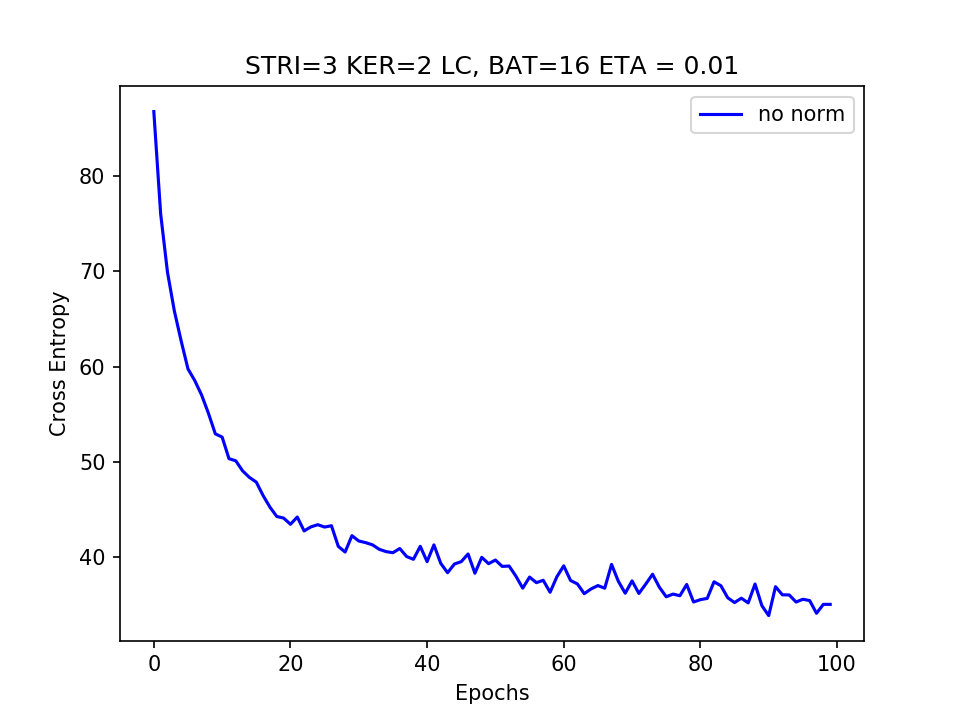 STRI=3 KER=2 LC, BAT=16 ETA = 0.01
no norm
80
70
60
50
40
Cross Entropy
0 20 40 60 80 100
Epochs